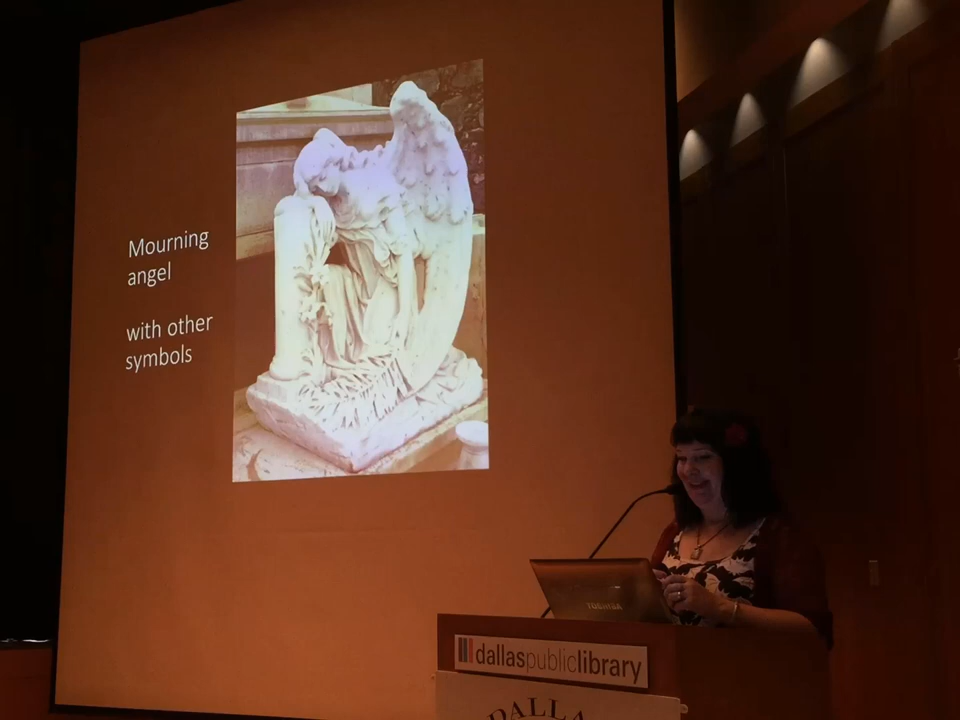 Mourning
angel
with other
symbols
TOSHIBA
dallaspubliclibrary